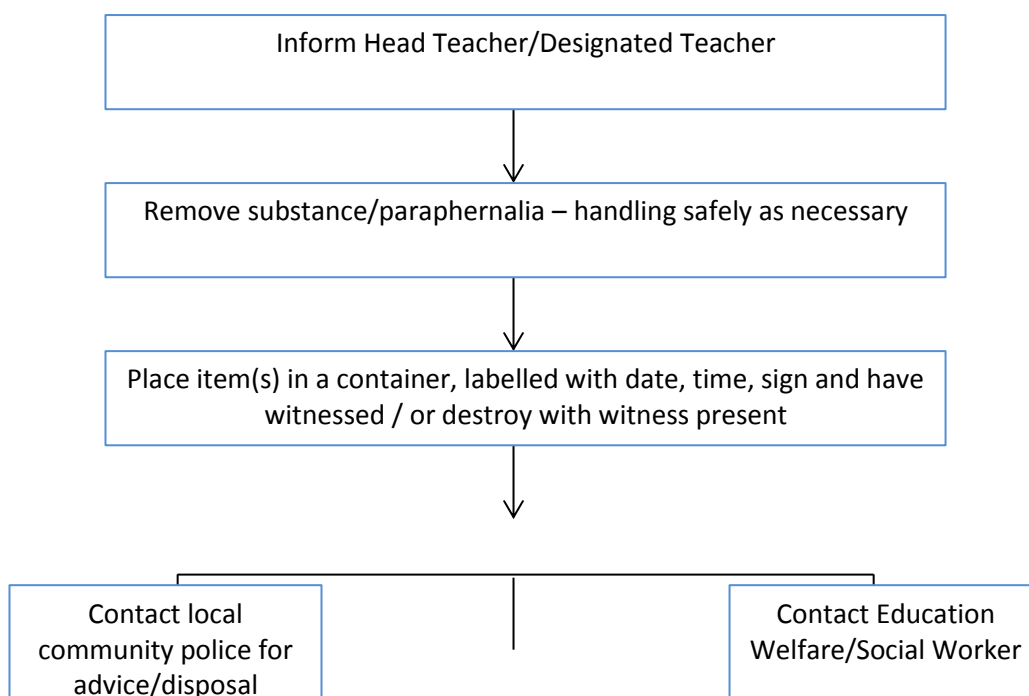 Inform Head Teacher/Designated Teacher
Remove substance/paraphernalia – handling safely as necessary
Place item(s) in a container, labelled with date, time, sign and have
witnessed / or destroy with witness present
Contact local
community police for
advice/disposal
Contact Education
Welfare/Social Worker